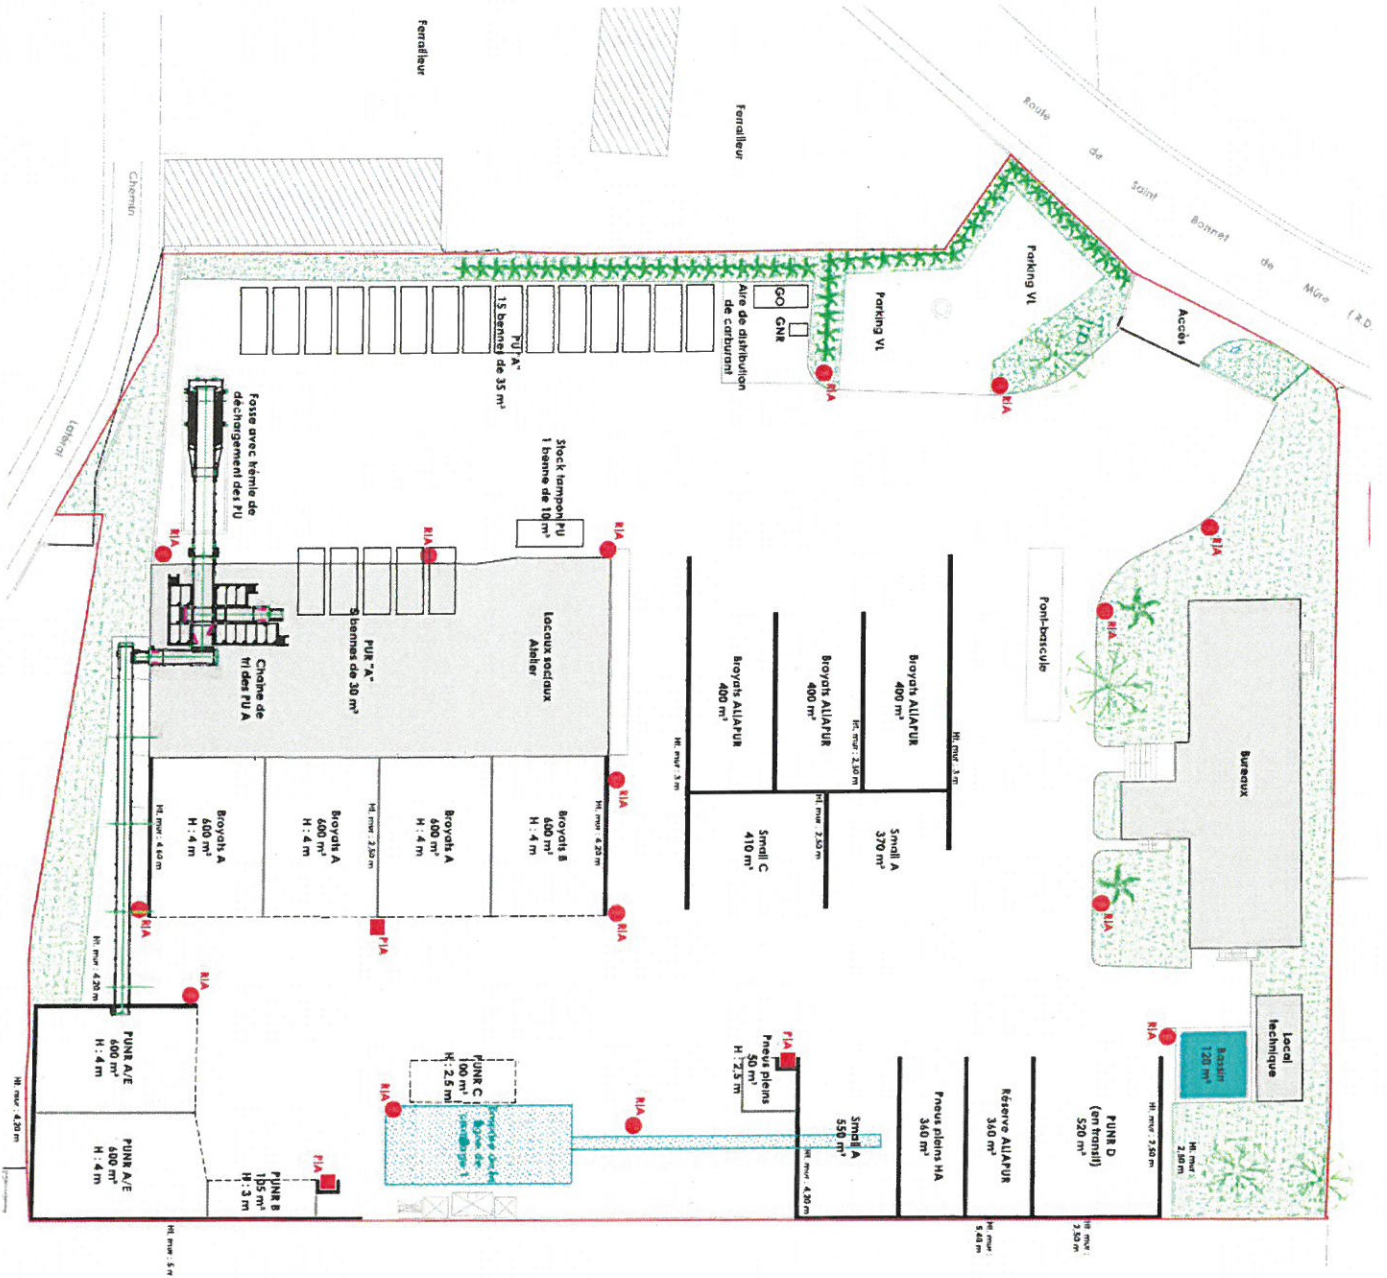 Ferrailleur
Ferrailleur
Route
de
Saint
Bonnet
de
Mûre
( R.D.
Chemin
Latéral
Parking VL
Accès
Parking VL
GO
GNR
Aire de distribution
de carburant
RIA
RIA
PU "A"
15 bennes de 35 m³
Fosse avec trémie de
déchargement des PU
Stock tampon PU
1 benne de 10 m³
RIA
RIA
RIA
RIA
RIA
Pont-bascule
Bureaux
Locaux sociaux
Atelier
PUR "A"
5 bennes de 30 m³
Chaîne de
tri des PU A
Broyats ALIAPUR
400 m³
Broyats ALIAPUR
400 m³
Broyats ALIAPUR
400 m³
Ht. mur : 3 m
Ht. mur : 2,50 m
Ht. mur : 3 m
Small C
410 m³
Ht. mur : 2,50 m
Small A
370 m³
RIA
Broyats A
600 m³
H : 4 m
Broyats A
600 m³
H : 4 m
Broyats A
600 m³
H : 4 m
Broyats B
600 m³
H : 4 m
Ht. mur : 2,50 m
Ht. mur : 4,20 m
RIA
PIA
RIA
RIA
Ht. mur : 4,20 m
RIA
RIA
Local
technique
Bassin
120 m³
PUNR A/E
600 m³
H : 4 m
PUNR A/E
600 m³
H : 4 m
PUNR B
135 m³
H : 3 m
PIA
PUNR C
100 m³
H : 2,5 m
RIA
RIA
PIA
Pneus pleins
50 m³
H : 2,5 m
Small A
550 m³
Ht. mur : 4,20 m
Pneus pleins HA
360 m³
Réserve ALIAPUR
360 m³
PUNR D
(en transit)
520 m³
Ht. mur : 2,50 m
Ht. mur :
2,50 m
Ht. mur :
2,50 m
Ht. mur : 4,20 m
Ht. mur : 5 m